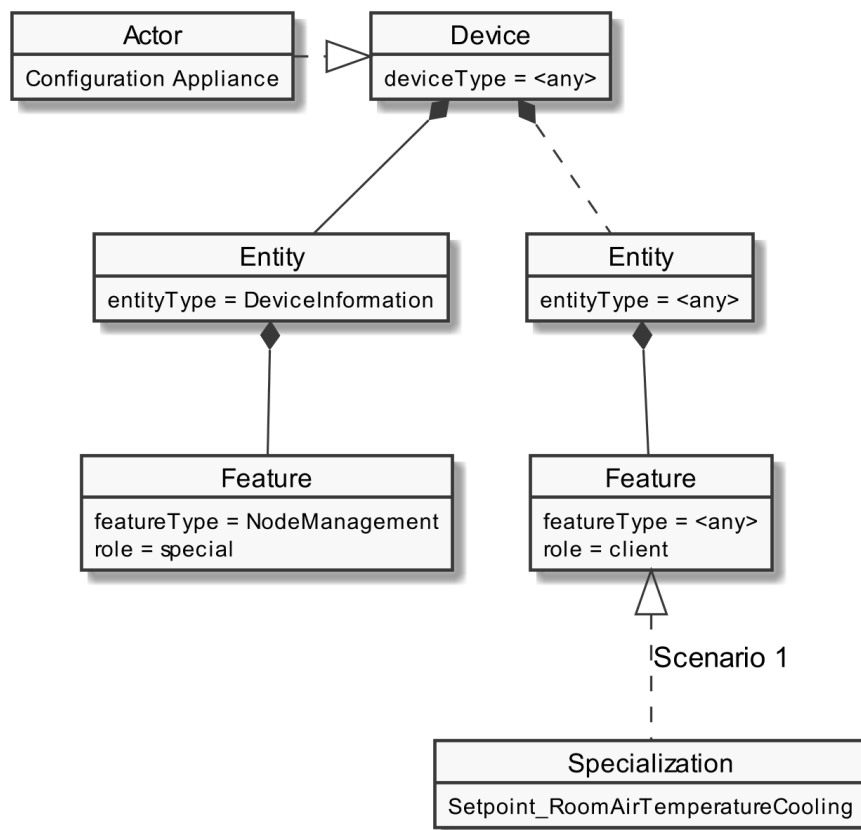 Actor
Configuration Appliance
Device
deviceType = <any>
Entity
entityType = DeviceInformation
Entity
entityType = <any>
Feature
featureType = NodeManagement
role = special
Feature
featureType = <any>
role = client
Scenario 1
Specialization
Setpoint_RoomAirTemperatureCooling